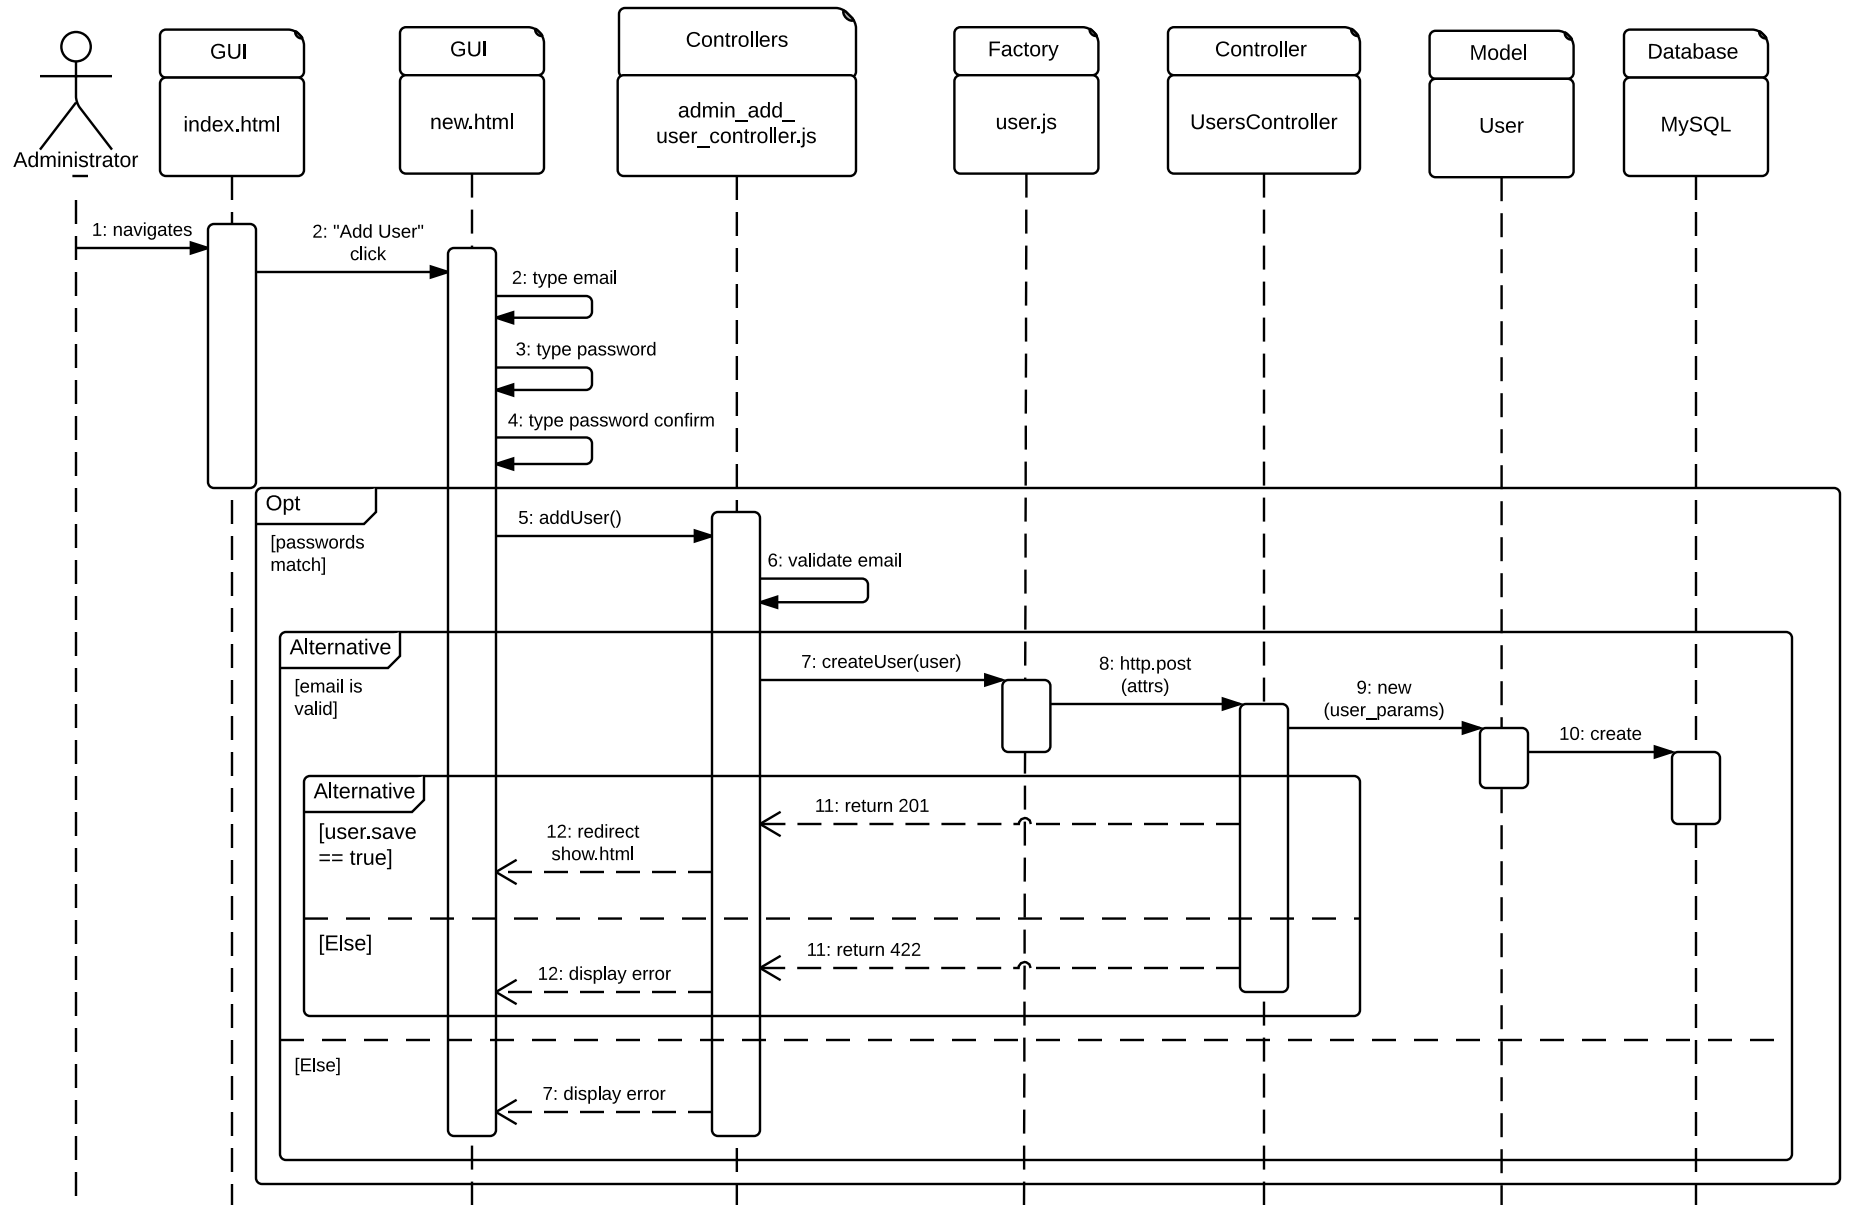 GUI
GUI
Controllers
Factory
Controller
Model
Database
index.html
new.html
admin_add_
user_controller.js
user.js
UsersController
User
MySQL
Administrator
1: navigates
2: "Add User"
click
2: type email
3: type password
4: type password confirm
Opt
[passwords
match]
5: addUser()
6: validate email
Alternative
[email is
valid]
7: createUser(user)
8: http.post
(attrs)
9: new
(user_params)
10: create
Alternative
[user.save
== true]
11: return 201
12: redirect
show.html
[Else]
11: return 422
12: display error
[Else]
7: display error